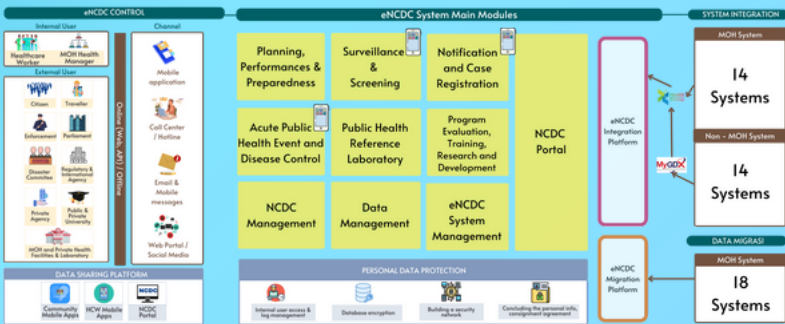 eNCDC CONTROL
Internal User
Healthcare
Worker
MOH Health
Manager
External User
Citizen
Traveller
Enforcement
Parliament
Disaster
Committee
Regulatory &
International
Agency
Private
Agency
Public &
Private
University
MOH and Private Health
Facilities & Laboratory
Online (Web, API) / Offline
Channel
Mobile
application
Call Center
/ Hotline
Email &
Mobile
messages
Web Portal /
Social Media
DATA SHARING PLATFORM
Community
Mobile Apps
HCW Mobile
Apps
NCDC
NCDC
Portal
eNCDC System Main Modules
Planning,
Performances &
Preparedness
Surveillance
&
Screening
Notification
and Case
Registration
Acute Public
Health Event and
Disease Control
Public Health
Reference
Laboratory
Program
Evaluation,
Training,
Research and
Development
NCDC
Management
Data
Management
eNCDC
System
Management
NCDC
Portal
PERSONAL DATA PROTECTION
Internal user access &
log management
Database encryption
Building a security
network
Concluding the personal info,
consignment agreement
eNCDC
Integration
Platform
eNCDC
Migration
Platform
SYSTEM INTEGRATION
MOH System
14
Systems
MyGDX
Non - MOH System
14
Systems
DATA MIGRASI
MOH System
18
Systems